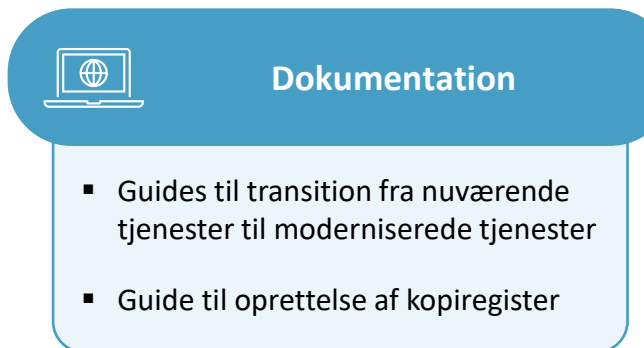 Dokumentation
▪ Guides til transition fra nuværende
tjenester til moderniserede tjenester
▪ Guide til oprettelse af kopiregister